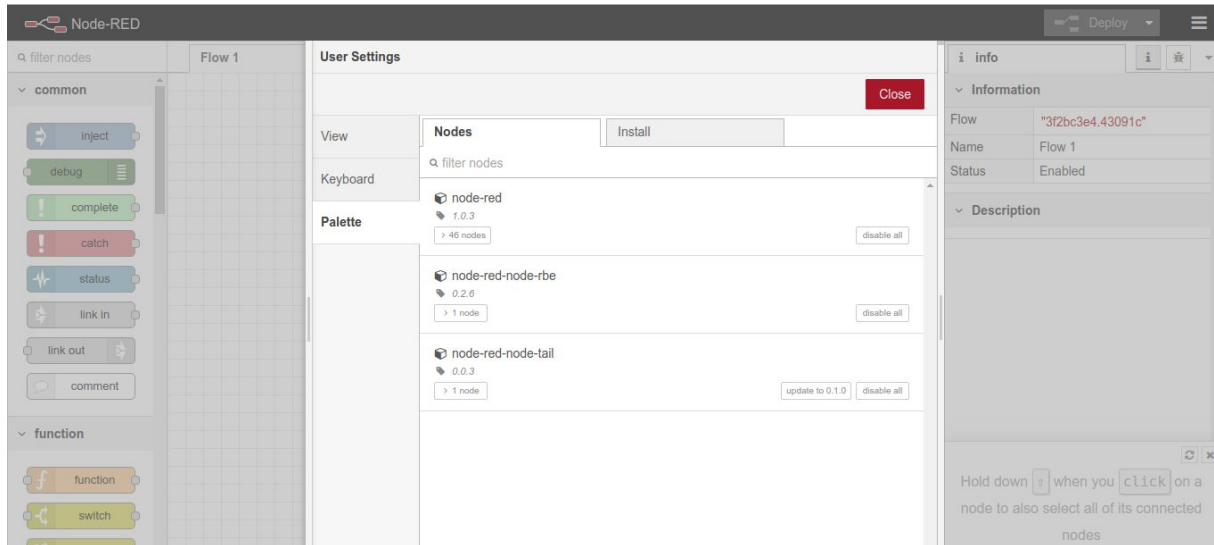 Node-RED
Deploy
filter nodes
common
inject
debug
complete
catch
status
link in
link out
comment
function
function
switch
Flow 1
User Settings
Close
View
Keyboard
Palette
Nodes
Install
filter nodes
node-red
1.0.3
> 46 nodes
disable all
node-red-node-rbe
0.2.6
> 1 node
disable all
node-red-node-tail
0.0.3
> 1 node
update to 0.1.0
disable all
i info
i
Information
Flow "3f2bc3e4.43091c"
Name Flow 1
Status Enabled
Description
Hold down ⇧ when you click on a
node to also select all of its connected
nodes